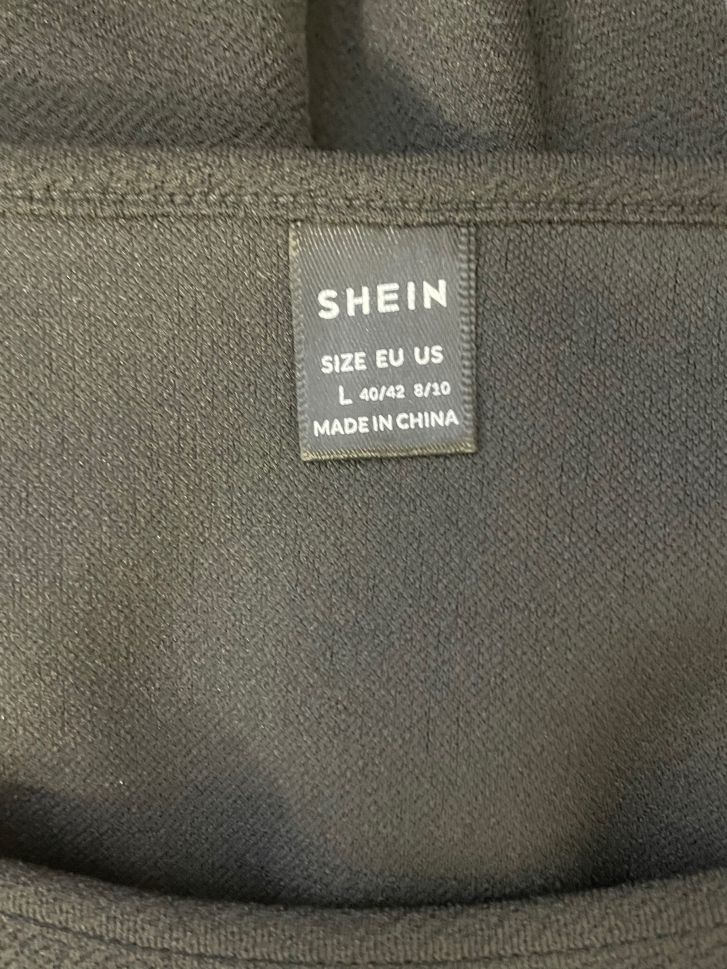 SHEIN
SIZE EU US
L 40/42 8/10
MADE IN CHINA